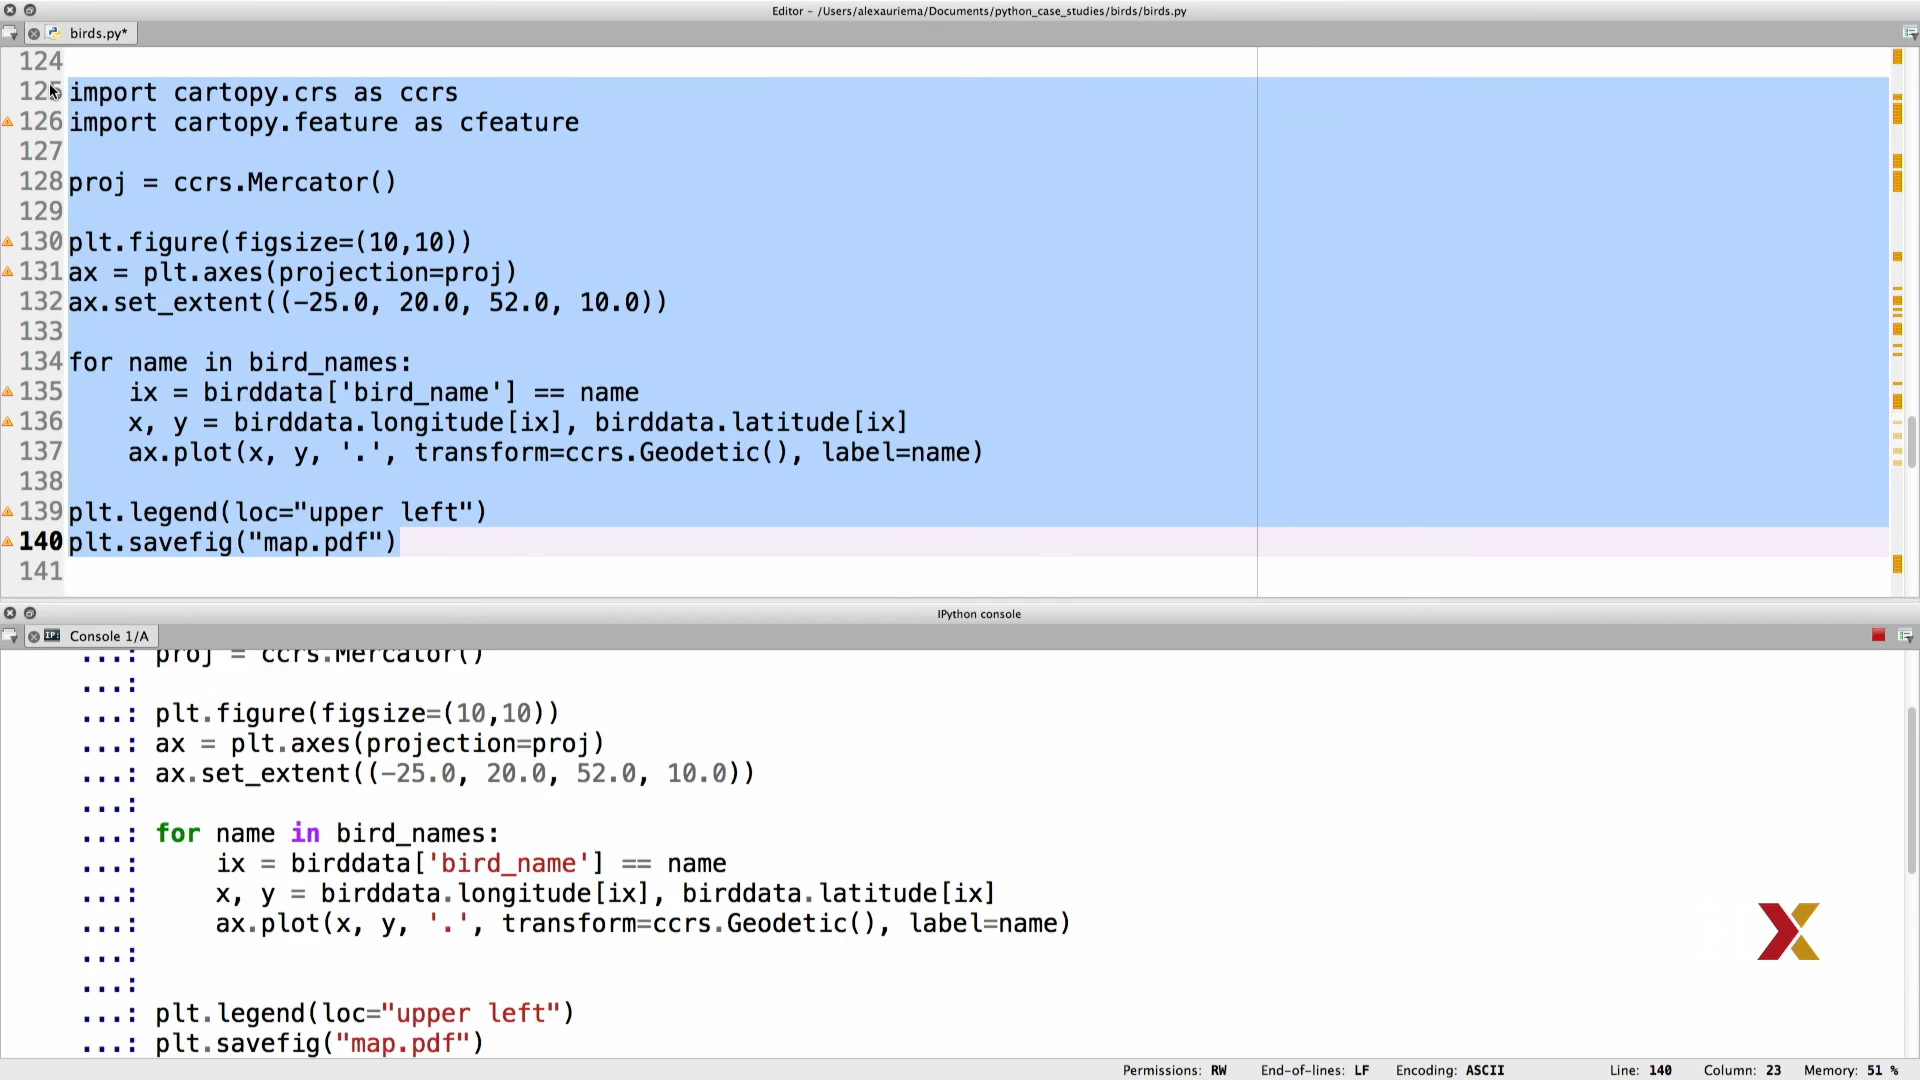 Editor - /Users/alexauriema/Documents/python_case_studies/birds/birds.py
birds.py*
124
125 import cartopy.crs as ccrs
126 import cartopy.feature as cfeature
127
128 proj = ccrs.Mercator()
129
130 plt.figure(figsize=(10,10))
131 ax = plt.axes(projection=proj)
132 ax.set_extent((-25.0, 20.0, 52.0, 10.0))
133
134 for name in bird_names:
135     ix = birddata['bird_name'] == name
136     x, y = birddata.longitude[ix], birddata.latitude[ix]
137     ax.plot(x, y, '.', transform=ccrs.Geodetic(), label=name)
138
139 plt.legend(loc="upper left")
140 plt.savefig("map.pdf")
141
IPython console
IP: Console 1/A
...: proj = ccrs.Mercator()
...:
...: plt.figure(figsize=(10,10))
...: ax = plt.axes(projection=proj)
...: ax.set_extent((-25.0, 20.0, 52.0, 10.0))
...:
...: for name in bird_names:
...:     ix = birddata['bird_name'] == name
...:     x, y = birddata.longitude[ix], birddata.latitude[ix]
...:     ax.plot(x, y, '.', transform=ccrs.Geodetic(), label=name)
...:
...:
...: plt.legend(loc="upper left")
...: plt.savefig("map.pdf")
X
Permissions: RW End-of-lines: LF Encoding: ASCII Line: 140 Column: 23 Memory: 51 %